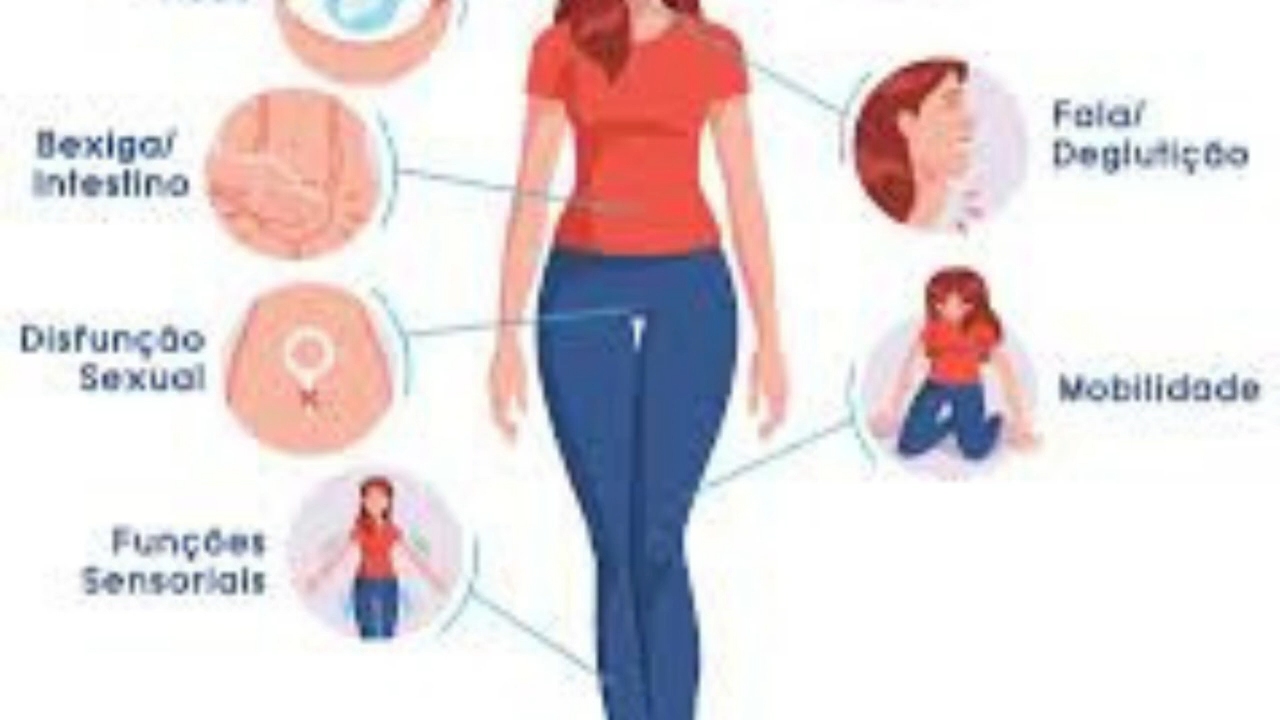 Bexiga/
Intestino
Disfunção
Sexual
Funções
Sensoriais
Fala/
Deglutição
Mobilidade